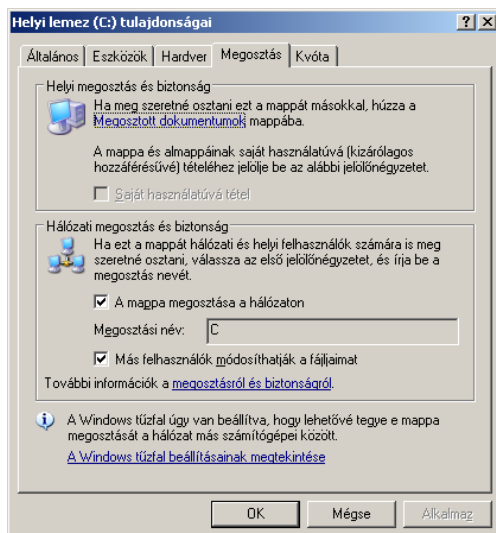 Helyi lemez (C:) tulajdonságai
Általános Eszközök Hardver Megosztás Kvóta
Helyi megosztás és biztonság
Ha meg szeretné osztani ezt a mappát másokkal, húzza a
Megosztott dokumentumok mappába.
A mappa és almappáinak saját használatúvá (kizárólagos
hozzáférésűvé) tételéhez jelölje be az alábbi jelölőnégyzetet.
Saját használatúvá tétel
Hálózati megosztás és biztonság
Ha ezt a mappát hálózati és helyi felhasználók számára is meg
szeretné osztani, válassza az első jelölőnégyzetet, és írja be a
megosztás nevét.
A mappa megosztása a hálózaton
Megosztási név: C
Más felhasználók módosíthatják a fájljaimat
További információk a megosztásról és biztonságról.
A Windows tűzfal úgy van beállítva, hogy lehetővé tegye e mappa
megosztását a hálózat más számítógépei között.
A Windows tűzfal beállításainak megtekintése
OK Mégse Alkalmaz